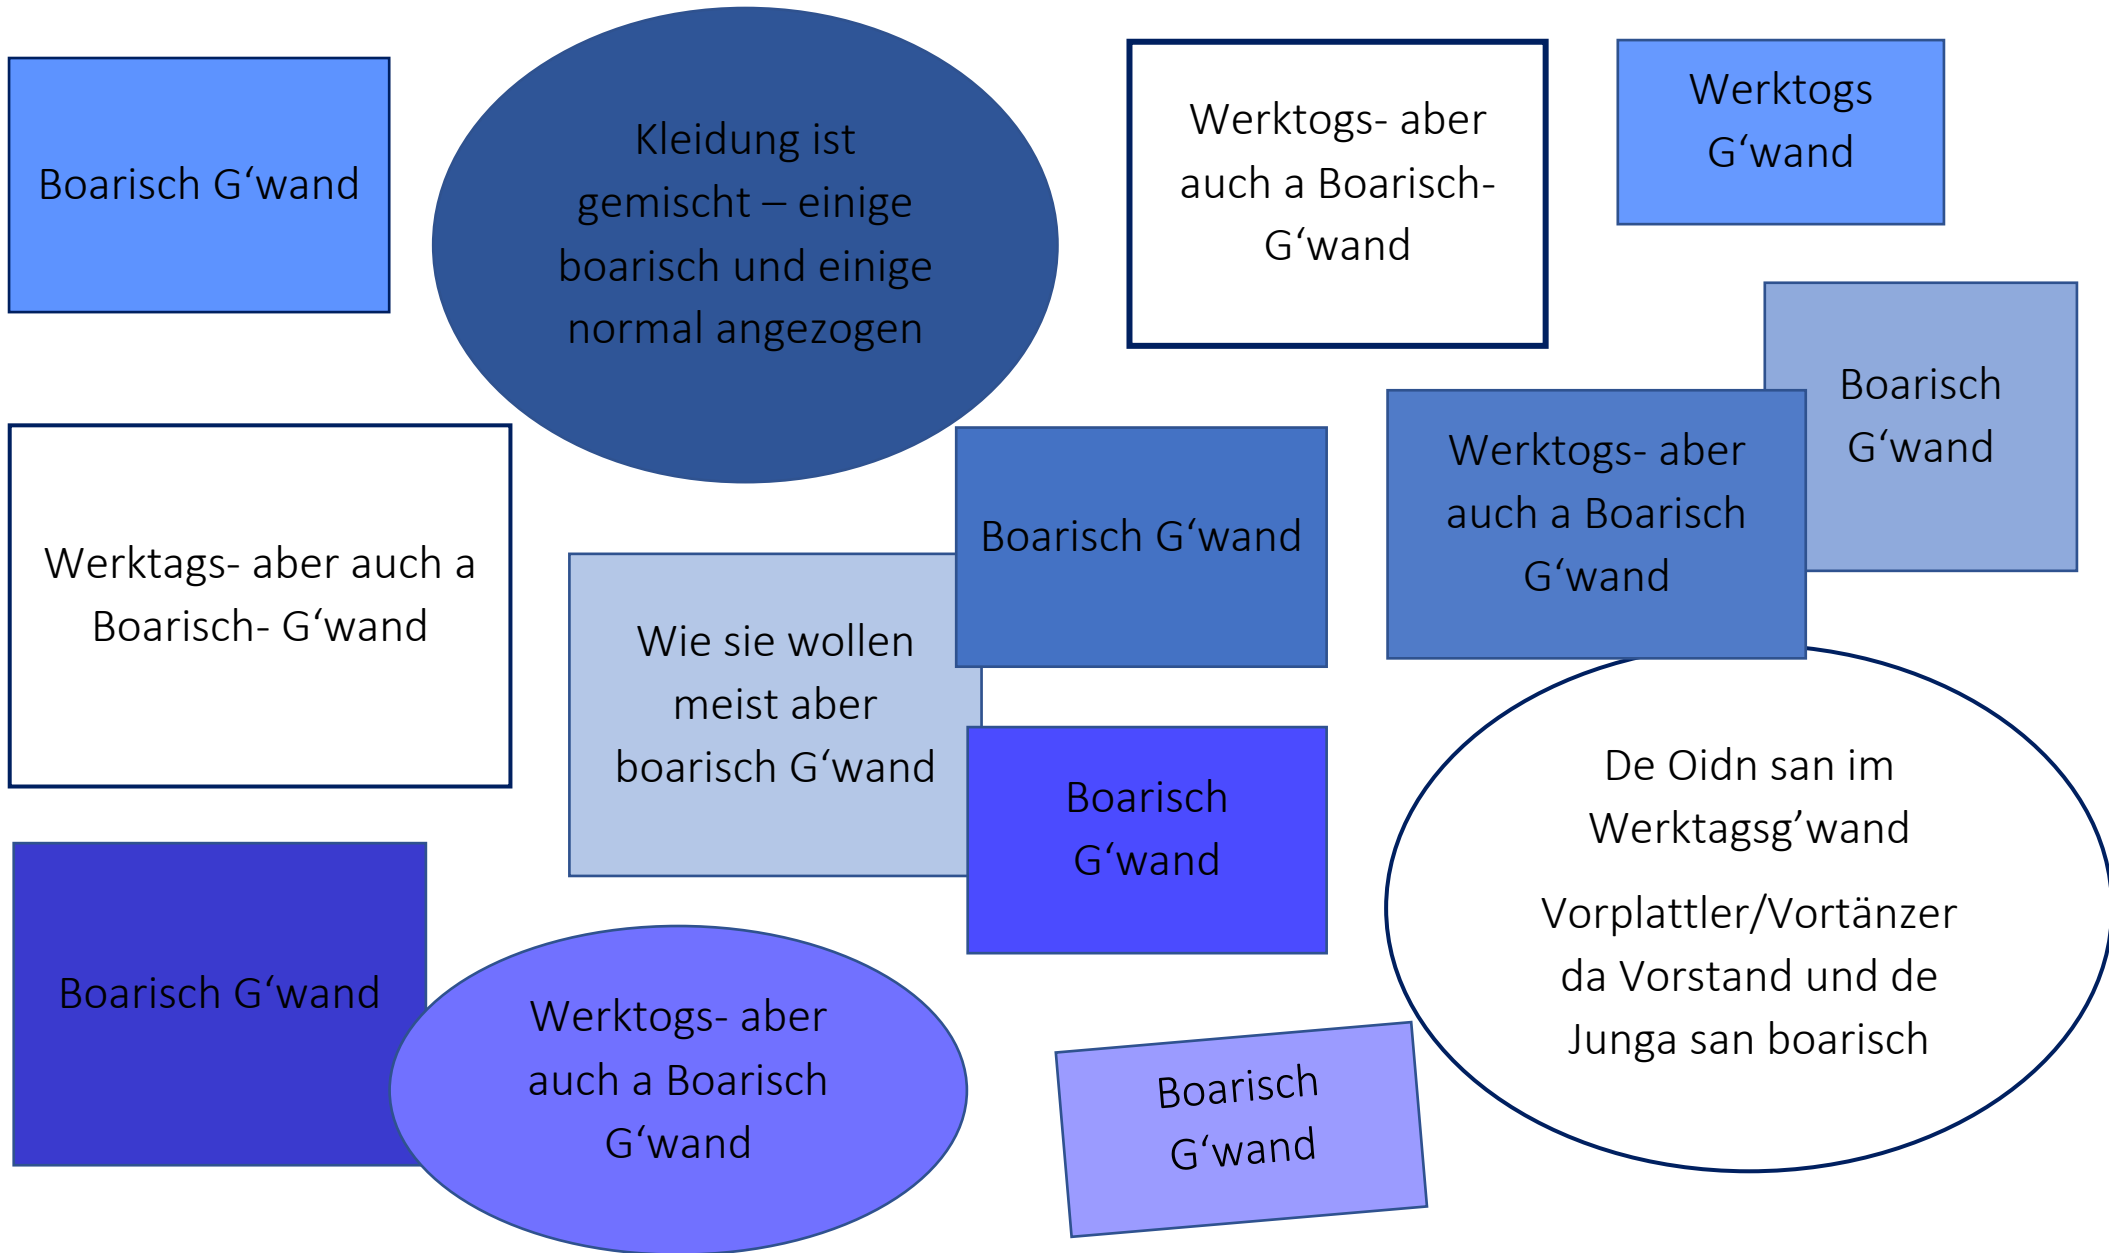 Boarisch G‘wand
Kleidung ist
gemischt – einige
boarisch und einige
normal angezogen
Werktogs- aber
auch a Boarisch-
G‘wand
Werktogs
G‘wand
Boarisch
G‘wand
Werktogs- aber
auch a Boarisch
G‘wand
Boarisch G‘wand
Werktags- aber auch a
Boarisch- G‘wand
Wie sie wollen
meist aber
boarisch G‘wand
Boarisch
G‘wand
De Oidn san im
Werktagsg’wand
Vorplattler/Vortänzer
da Vorstand und de
Junga san boarisch
Boarisch G‘wand
Werktogs- aber
auch a Boarisch
G‘wand
Boarisch
G‘wand